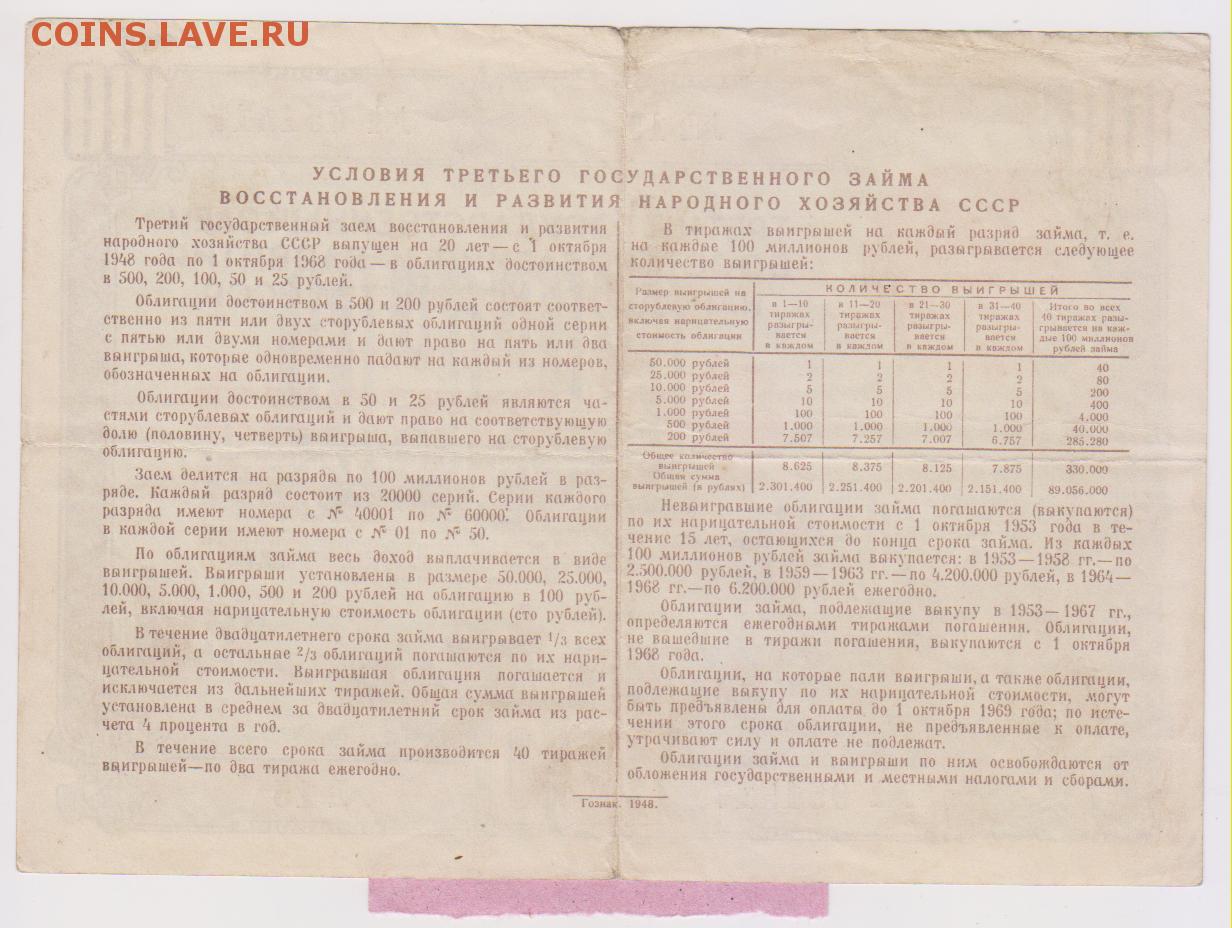 COINS.LAVE.RU
УСЛОВИЯ ТРЕТЬЕГО ГОСУДАРСТВЕННОГО ЗАЙМА
ВОССТАНОВЛЕНИЯ И РАЗВИТИЯ НАРОДНОГО ХОЗЯЙСТВА СССР
Третий государственный заем восстановления и развития
народного хозяйства СССР выпущен на 20 лет—с 1 октября
1948 года по 1 октября 1968 года—в облигациях достоинством
в 500, 200, 100, 50 и 25 рублей.
Облигации достоинством в 500 и 200 рублей состоят соответ-
ственно из пяти или двух сторублевых облигаций одной серии
с пятью или двумя номерами и дают право на пять или два
выигрыша, которые одновременно падают на каждый из номеров,
обозначенных на облигации.
Облигации достоинством в 50 и 25 рублей являются ча-
стями сторублевых облигаций и дают право на соответствующую
долю (половину, четверть) выигрыша, выпавшего на сторублевую
облигацию.
Заем делится на разряды по 100 миллионов рублей в раз-
ряде. Каждый разряд состоит из 20000 серий. Серии каждого
разряда имеют номера с № 40001 по № 60000. Облигации
в каждой серии имеют номера с № 01 по № 50.
По облигациям займа весь доход выплачивается в виде
выигрышей. Выигрыши установлены в размере 50.000, 25.000,
10.000, 5.000, 1.000, 500 и 200 рублей на облигацию в 100 руб-
лей, включая нарицательную стоимость облигации (сто рублей).
В течение двадцатилетнего срока займа выигрывает 1/3 всех
облигаций, а остальные 2/3 облигаций погашаются по их нари-
цательной стоимости. Выигравшая облигация погашается и
исключается из дальнейших тиражей. Общая сумма выигрышей
установлена в среднем за двадцатилетний срок займа из рас-
чета 4 процента в год.
В течение всего срока займа производится 40 тиражей
выигрышей—по два тиража ежегодно.
В тиражах выигрышей на каждый разряд займа, т. е.
на каждые 100 миллионов рублей, разыгрывается следующее
количество выигрышей:
Размер выигрышей на
сторублевую облигацию,
включая нарицательную
стоимость облигации
КОЛИЧЕСТВО ВЫИГРЫШЕЙ
в 1—10
тиражах
разыгры-
вается
в каждом
в 11—20
тиражах
разыгры-
вается
в каждом
в 21—30
тиражах
разыгры-
вается
в каждом
в 31—40
тиражах
разыгры-
вается
в каждом
Итого во всех
40 тиражах разы-
грывается на каж-
дые 100 миллионов
рублей займа
50.000 рублей 1 1 1 1 40
25.000 рублей 2 2 2 2 80
10.000 рублей 5 5 5 5 200
5.000 рублей 10 10 10 10 400
1.000 рублей 100 100 100 100 4.000
500 рублей 1.000 1.000 1.000 1.000 40.000
200 рублей 7.507 7.257 7.007 6.757 285.280
Общее количество
выигрышей 8.625 8.375 8.125 7.875 330.000
Общая сумма
выигрышей (в рублях) 2.301.400 2.251.400 2.201.400 2.151.400 89.056.000
Невыигравшие облигации займа погашаются (выкупаются)
по их нарицательной стоимости с 1 октября 1953 года в те-
чение 15 лет, остающихся до конца срока займа. Из каждых
100 миллионов рублей займа выкупается: в 1953—1958 гг.—по
2.500.000 рублей, в 1959—1963 гг.—по 4.200.000 рублей, в 1964—
1968 гг.—по 6.200.000 рублей ежегодно.
Облигации займа, подлежащие выкупу в 1953—1967 гг.,
определяются ежегодными тиражами погашения. Облигации,
не вышедшие в тиражи погашения, выкупаются с 1 октября
1968 года.
Облигации, на которые пали выигрыши, а также облигации,
подлежащие выкупу по их нарицательной стоимости, могут
быть предъявлены для оплаты до 1 октября 1969 года; по исте-
чении этого срока облигации, не предъявленные к оплате,
утрачивают силу и оплате не подлежат.
Облигации займа и выигрыши по ним освобождаются от
обложения государственными и местными налогами и сборами.
Гознак. 1948.